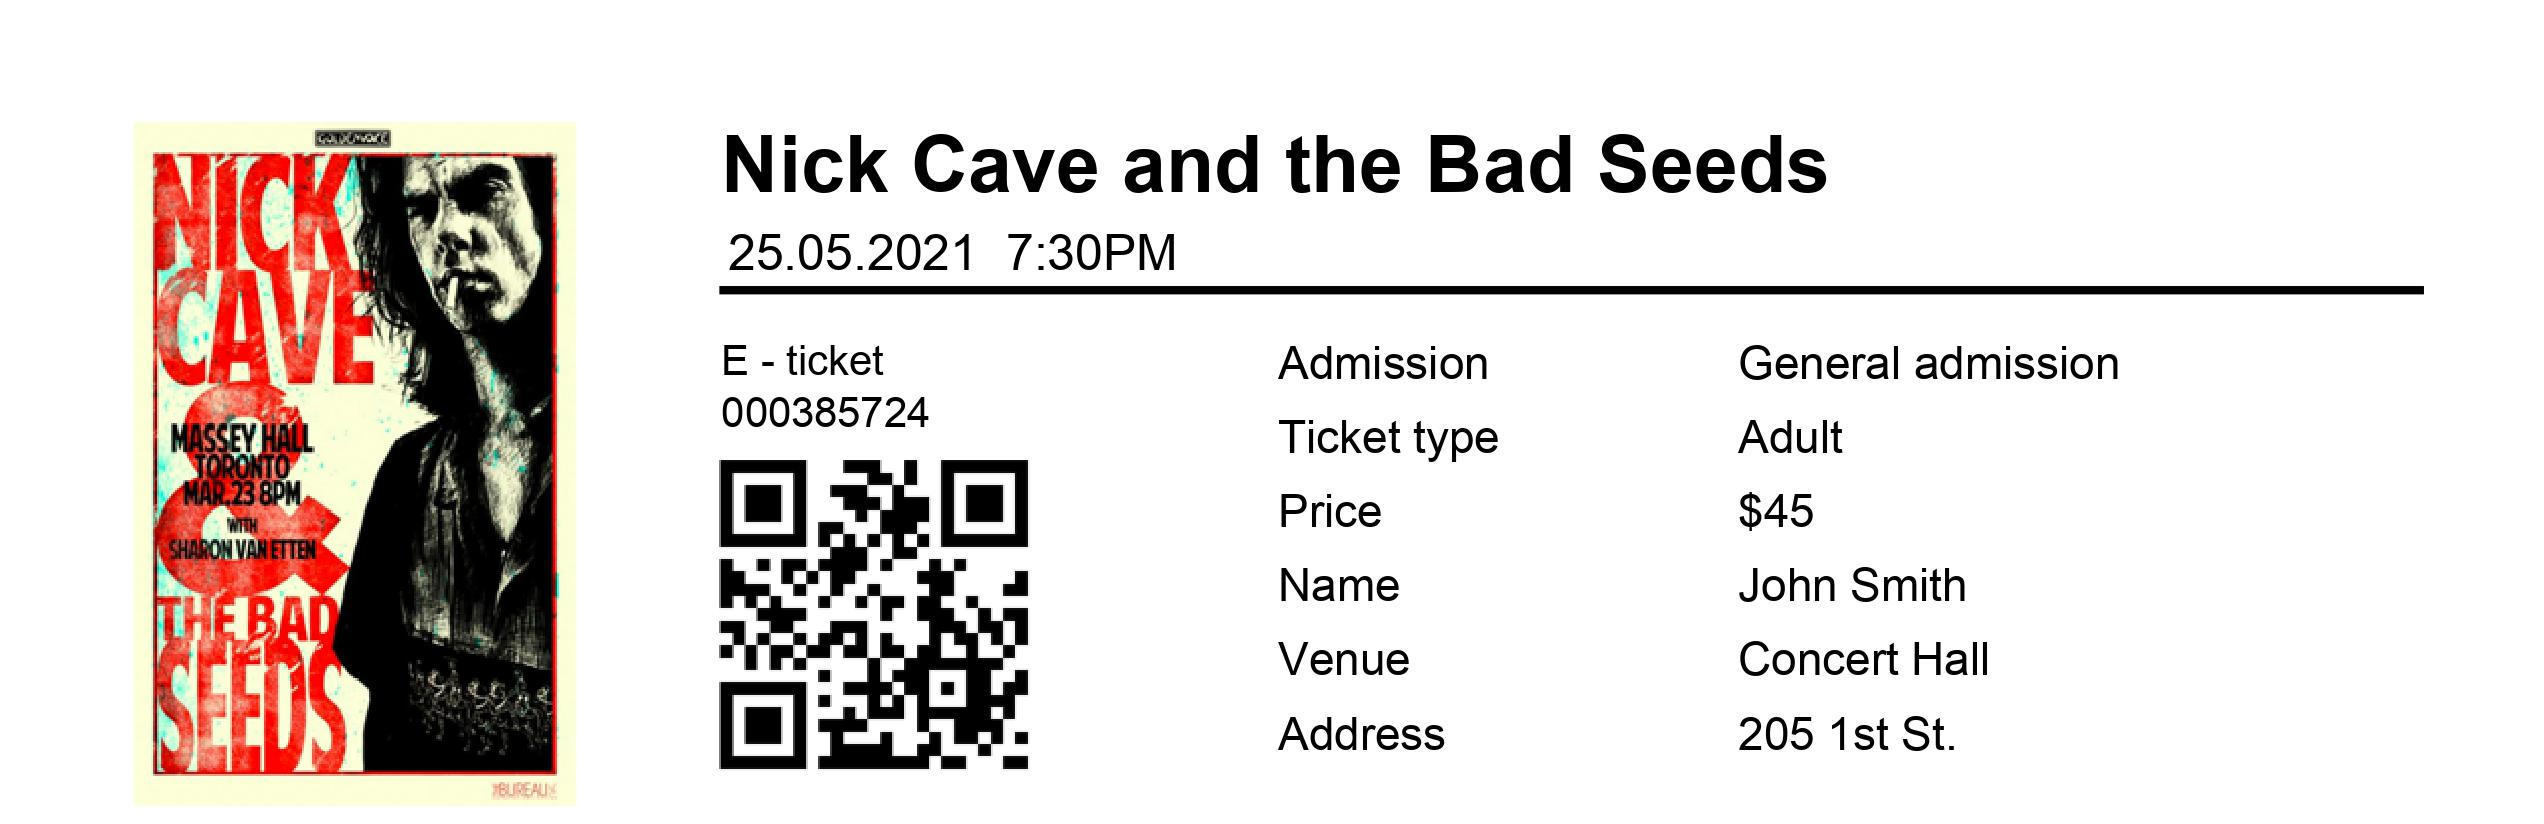 GOLDENVOICE
NICK
CAVE
&
MASSEY HALL
TORONTO
MAR.23 8PM
WITH
SHARON VAN ETTEN
THE BAD
SEEDS
BUREAU
Nick Cave and the Bad Seeds
25.05.2021 7:30PM
E - ticket
000385724
Admission General admission
Ticket type Adult
Price $45
Name John Smith
Venue Concert Hall
Address 205 1st St.